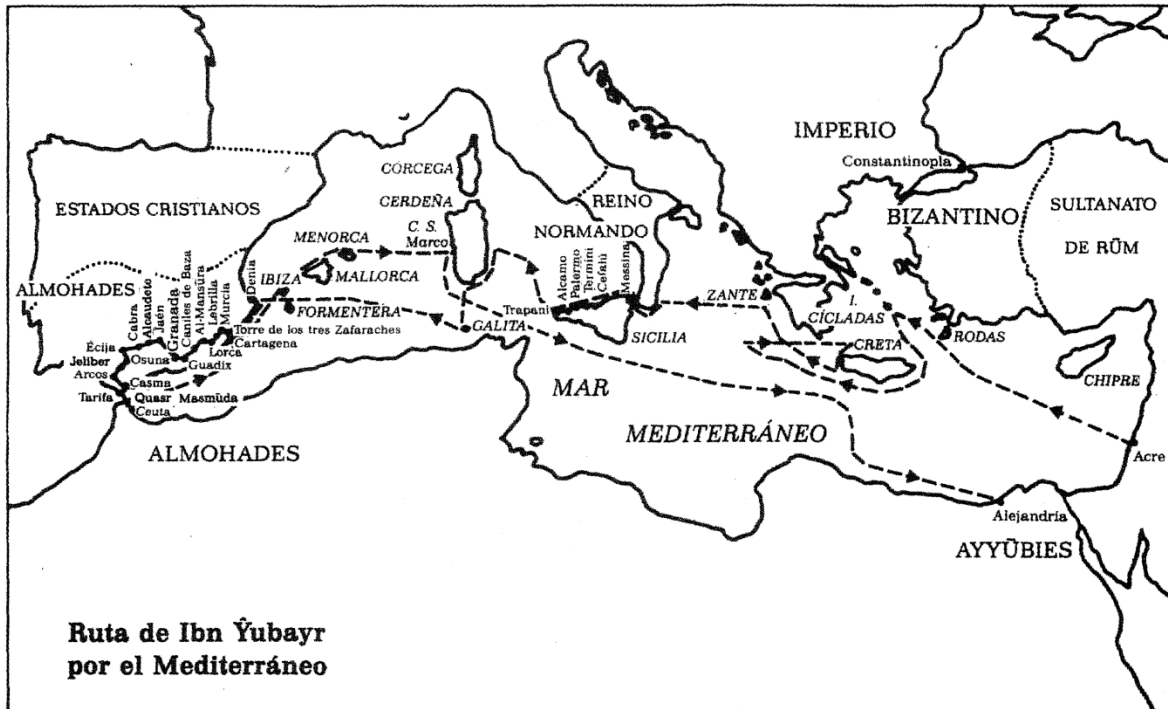 IMPERIO
Constantinopla
BIZANTINO
SULTANATO
DE RŪM
CÓRCEGA
CERDEÑA
C. S.
Marco
REINO
NORMANDO
ESTADOS CRISTIANOS
MENORCA
MALLORCA
IBIZA
FORMENTERA
Denia
ALMOHADES
Cabra
Alcaudete
Jaén
Granada
Caniles de Baza
Al-Mansūra
Lebrilla
Murcia
Torre de los tres Zafaraches
Cartagena
Lorca
Écija
Jeliber
Arcos
Osuna
Guadix
Casma
Tarifa
Quasr Masmūda
Ceuta
GALITA
Trapani
Alcamo
Palermo
Termini
Cefalú
Messina
SICILIA
ZANTE
I.
CÍCLADAS
CRETA
RODAS
CHIPRE
MAR
MEDITERRÁNEO
ALMOHADES
Acre
Alejandría
AYYŪBIES
Ruta de Ibn Ŷubayr
por el Mediterráneo